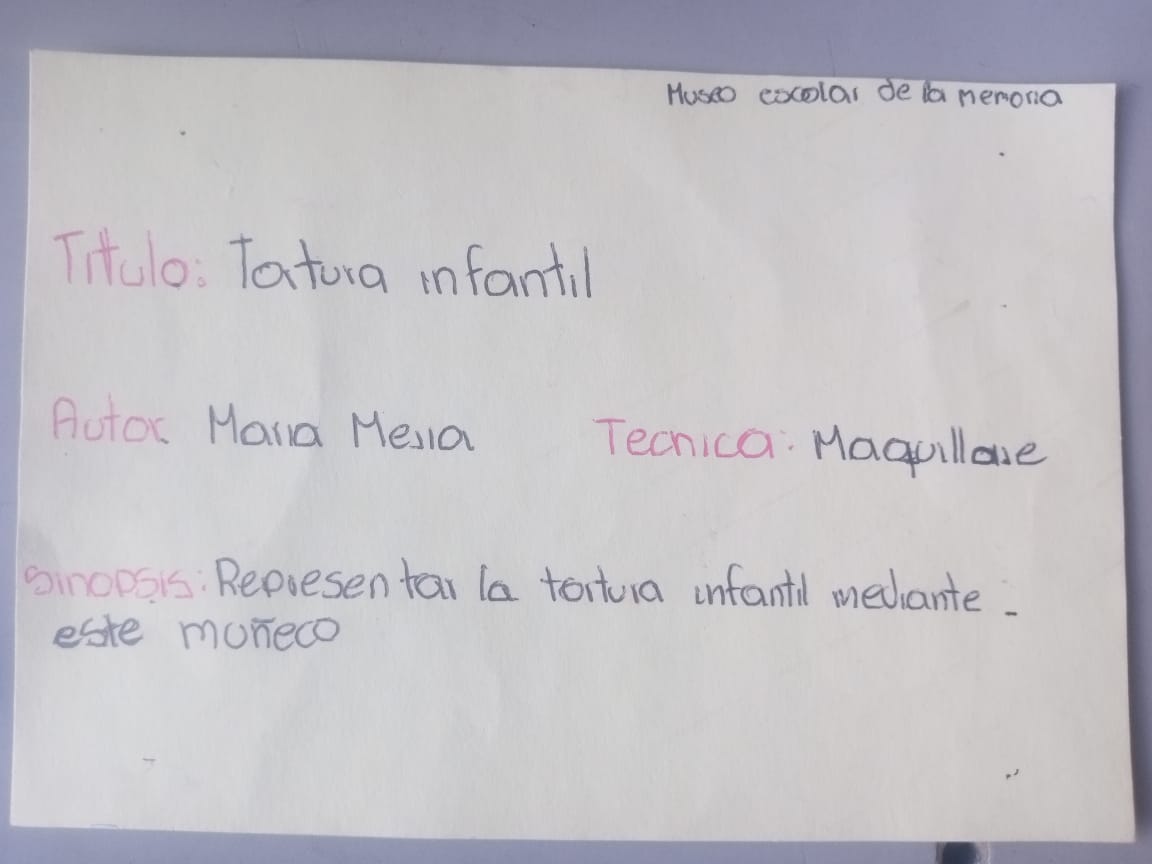 Museo escolar de la memoria
Titulo: Tortura infantil
Autor. Maria Mejia
Tecnica: Maquillaje
Sinopsis: Representar la tortura infantil mediante -
este muñeco